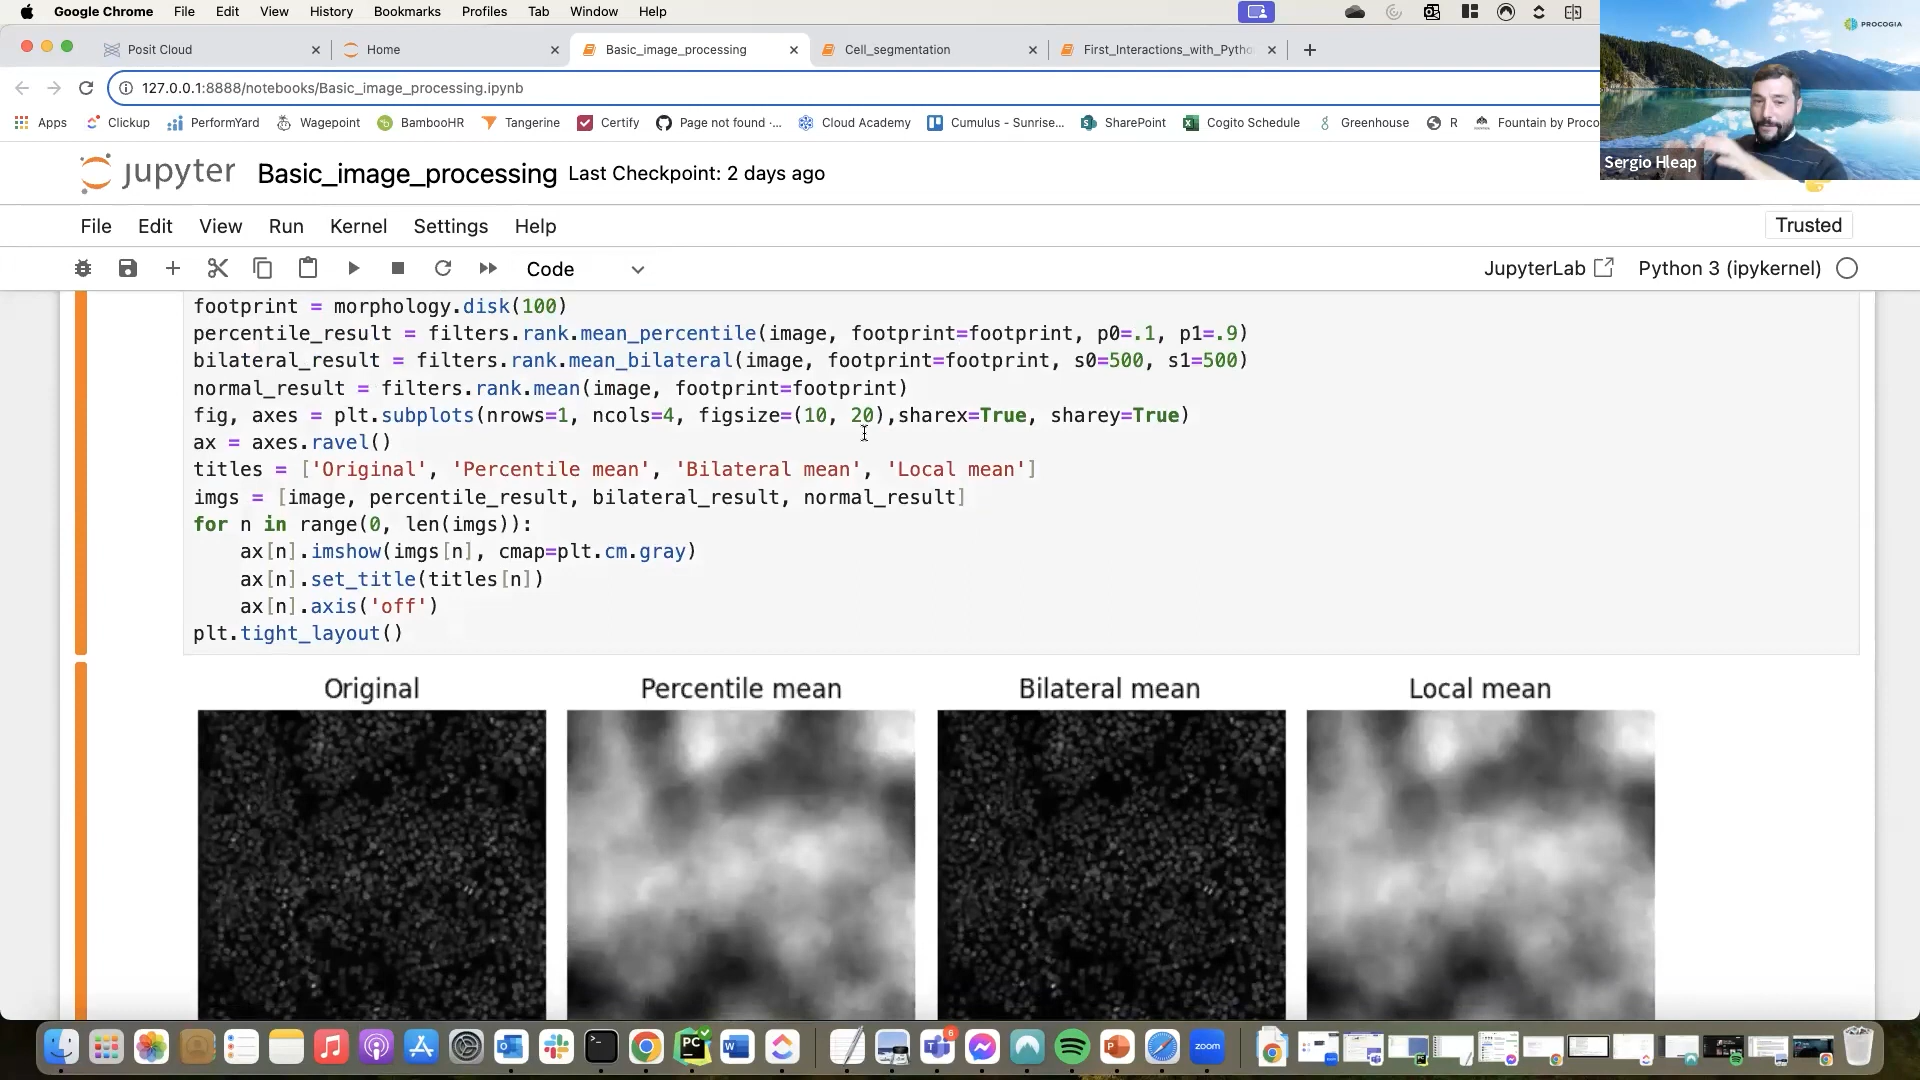 Google Chrome File Edit View History Bookmarks Profiles Tab Window Help
Posit Cloud
Home
Basic_image_processing
Cell_segmentation
First_Interactions_with_Pytho
127.0.0.1:8888/notebooks/Basic_image_processing.ipynb
Apps Clickup PerformYard Wagepoint BambooHR Tangerine Certify Page not found ·... Cloud Academy Cumulus - Sunrise... SharePoint Cogito Schedule Greenhouse R Fountain by Proco
PROCOGIA
Sergio Hleap
jupyter Basic_image_processing Last Checkpoint: 2 days ago
File Edit View Run Kernel Settings Help
Trusted
Code
JupyterLab
Python 3 (ipykernel)
footprint = morphology.disk(100)
percentile_result = filters.rank.mean_percentile(image, footprint=footprint, p0=.1, p1=.9)
bilateral_result = filters.rank.mean_bilateral(image, footprint=footprint, s0=500, s1=500)
normal_result = filters.rank.mean(image, footprint=footprint)
fig, axes = plt.subplots(nrows=1, ncols=4, figsize=(10, 20),sharex=True, sharey=True)
ax = axes.ravel()
titles = ['Original', 'Percentile mean', 'Bilateral mean', 'Local mean']
imgs = [image, percentile_result, bilateral_result, normal_result]
for n in range(0, len(imgs)):
    ax[n].imshow(imgs[n], cmap=plt.cm.gray)
    ax[n].set_title(titles[n])
    ax[n].axis('off')
plt.tight_layout()
Original Percentile mean Bilateral mean Local mean
PC
W
6
P
zoom